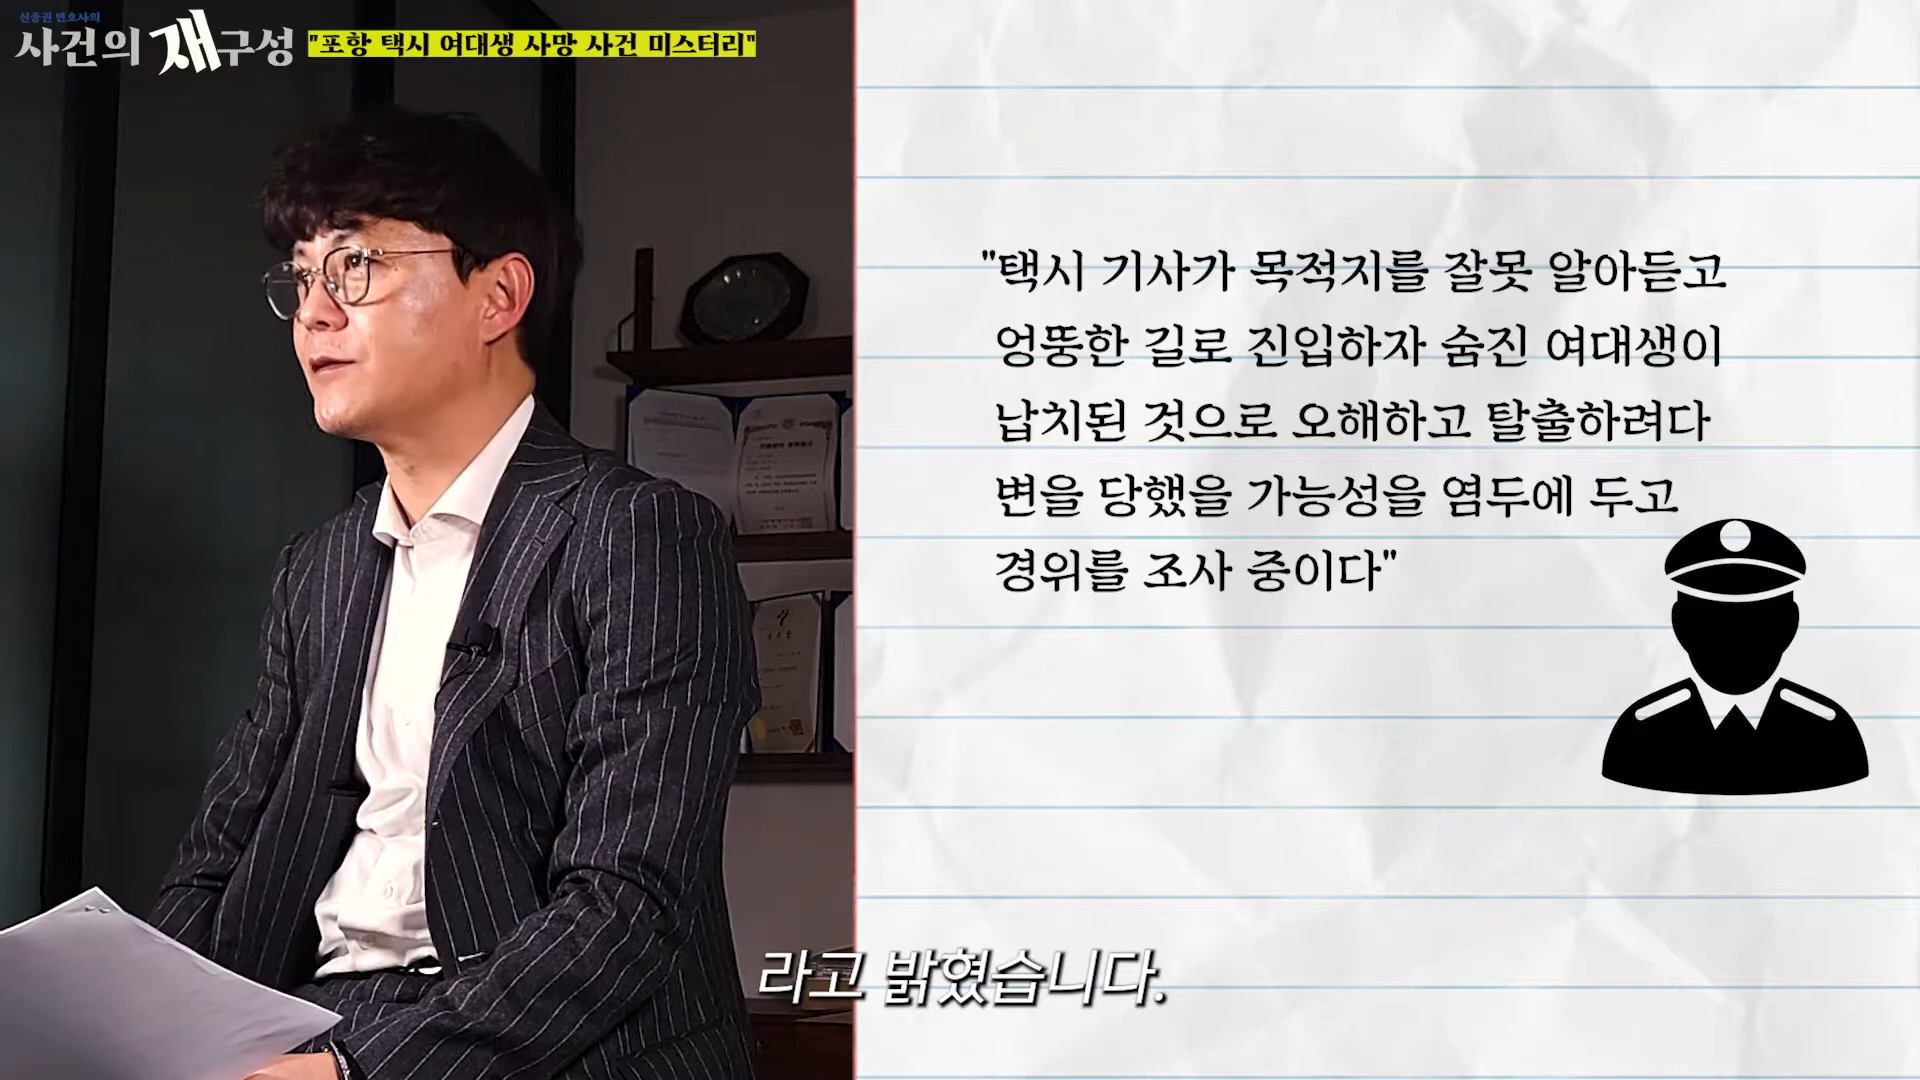 신중권 변호사의
사건의 재구성
"포항 택시 여대생 사망 사건 미스터리"
"택시 기사가 목적지를 잘못 알아듣고
엉뚱한 길로 진입하자 숨진 여대생이
납치된 것으로 오해하고 탈출하려다
변을 당했을 가능성을 염두에 두고
경위를 조사 중이다"
라고 밝혔습니다.